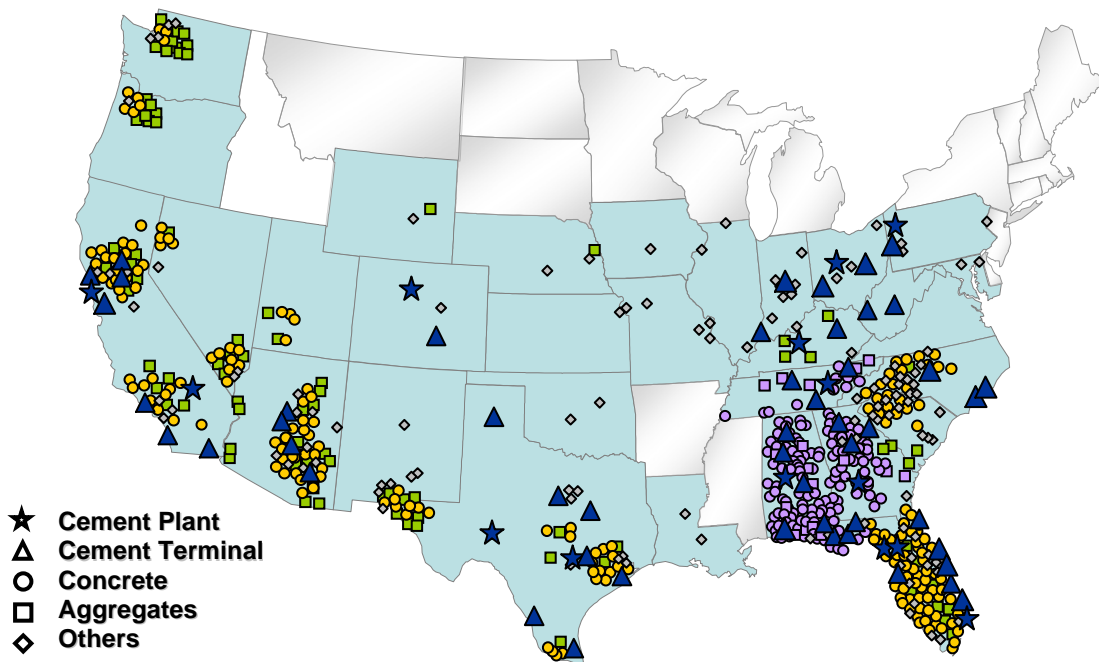 Cement Plant
Cement Terminal
Concrete
Aggregates
Others